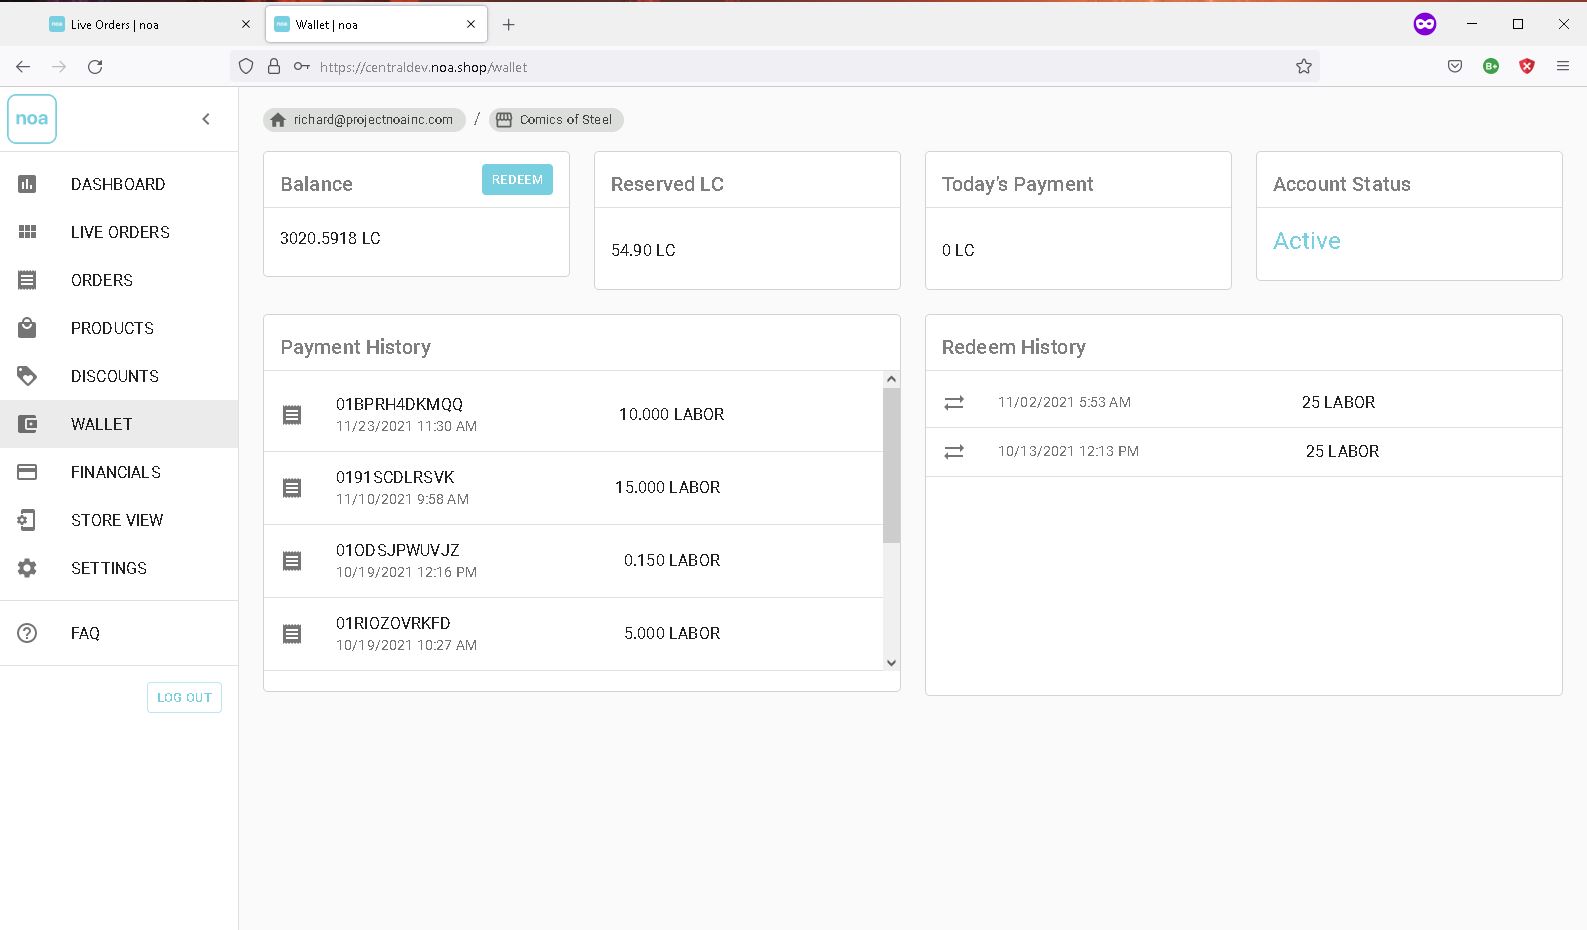 Live Orders | noa
Wallet | noa
https://centraldev.noa.shop/wallet
noa
richard@projectnoainc.com / Comics of Steel
DASHBOARD
LIVE ORDERS
ORDERS
PRODUCTS
DISCOUNTS
WALLET
FINANCIALS
STORE VIEW
SETTINGS
FAQ
LOG OUT
Balance
REDEEM
3020.5918 LC
Reserved LC
54.90 LC
Today's Payment
0 LC
Account Status
Active
Payment History
01BPRH4DKMQQ
11/23/2021 11:30 AM
10.000 LABOR
0191SCDLRSVK
11/10/2021 9:58 AM
15.000 LABOR
01ODSJPWUVJZ
10/19/2021 12:16 PM
0.150 LABOR
01RIOZOVRKFD
10/19/2021 10:27 AM
5.000 LABOR
Redeem History
11/02/2021 5:53 AM 25 LABOR
10/13/2021 12:13 PM 25 LABOR